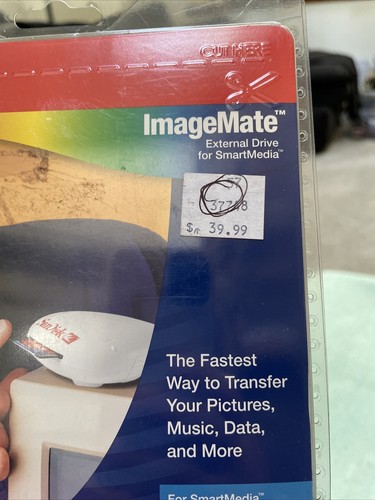 CUT HERE
ImageMate™
External Drive
for SmartMedia™
$ 39.99
SanDisk
The Fastest
Way to Transfer
Your Pictures,
Music, Data,
and More
For SmartMedia™